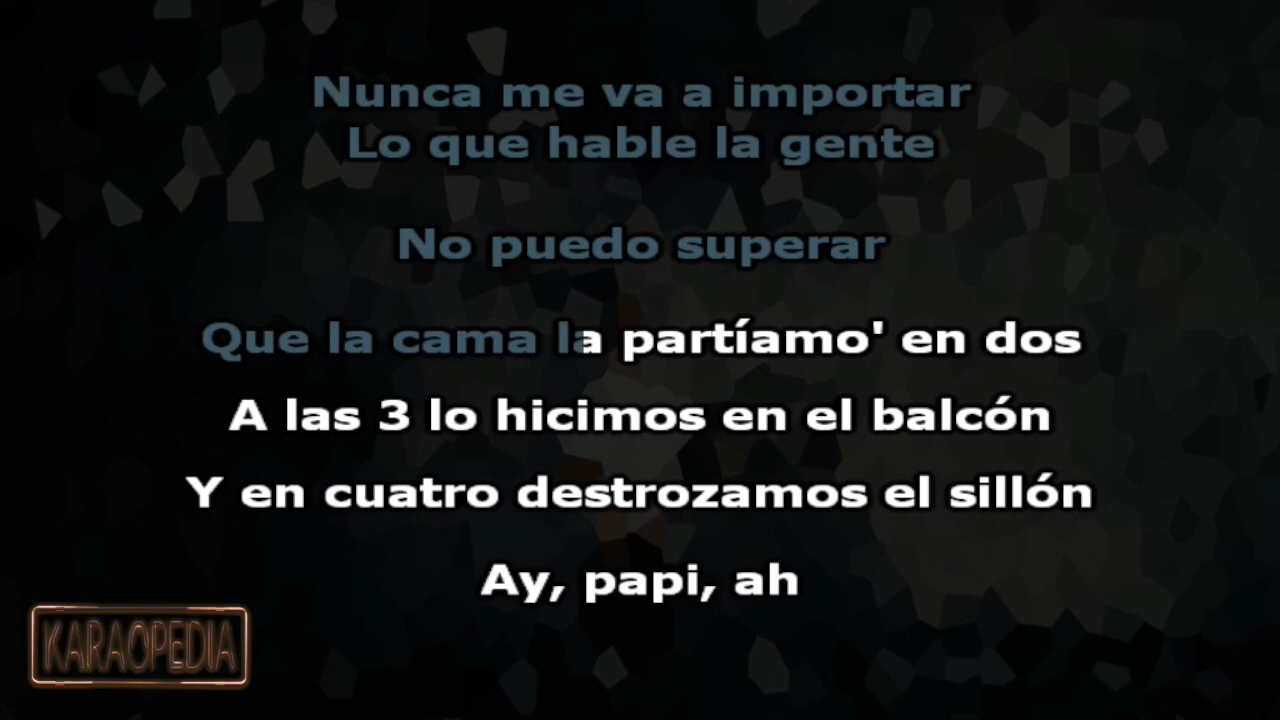 Nunca me va a importar
Lo que hable la gente
No puedo superar
Que la cama la partíamo' en dos
A las 3 lo hicimos en el balcón
Y en cuatro destrozamos el sillón
Ay, papi, ah
KARAOPEDIA